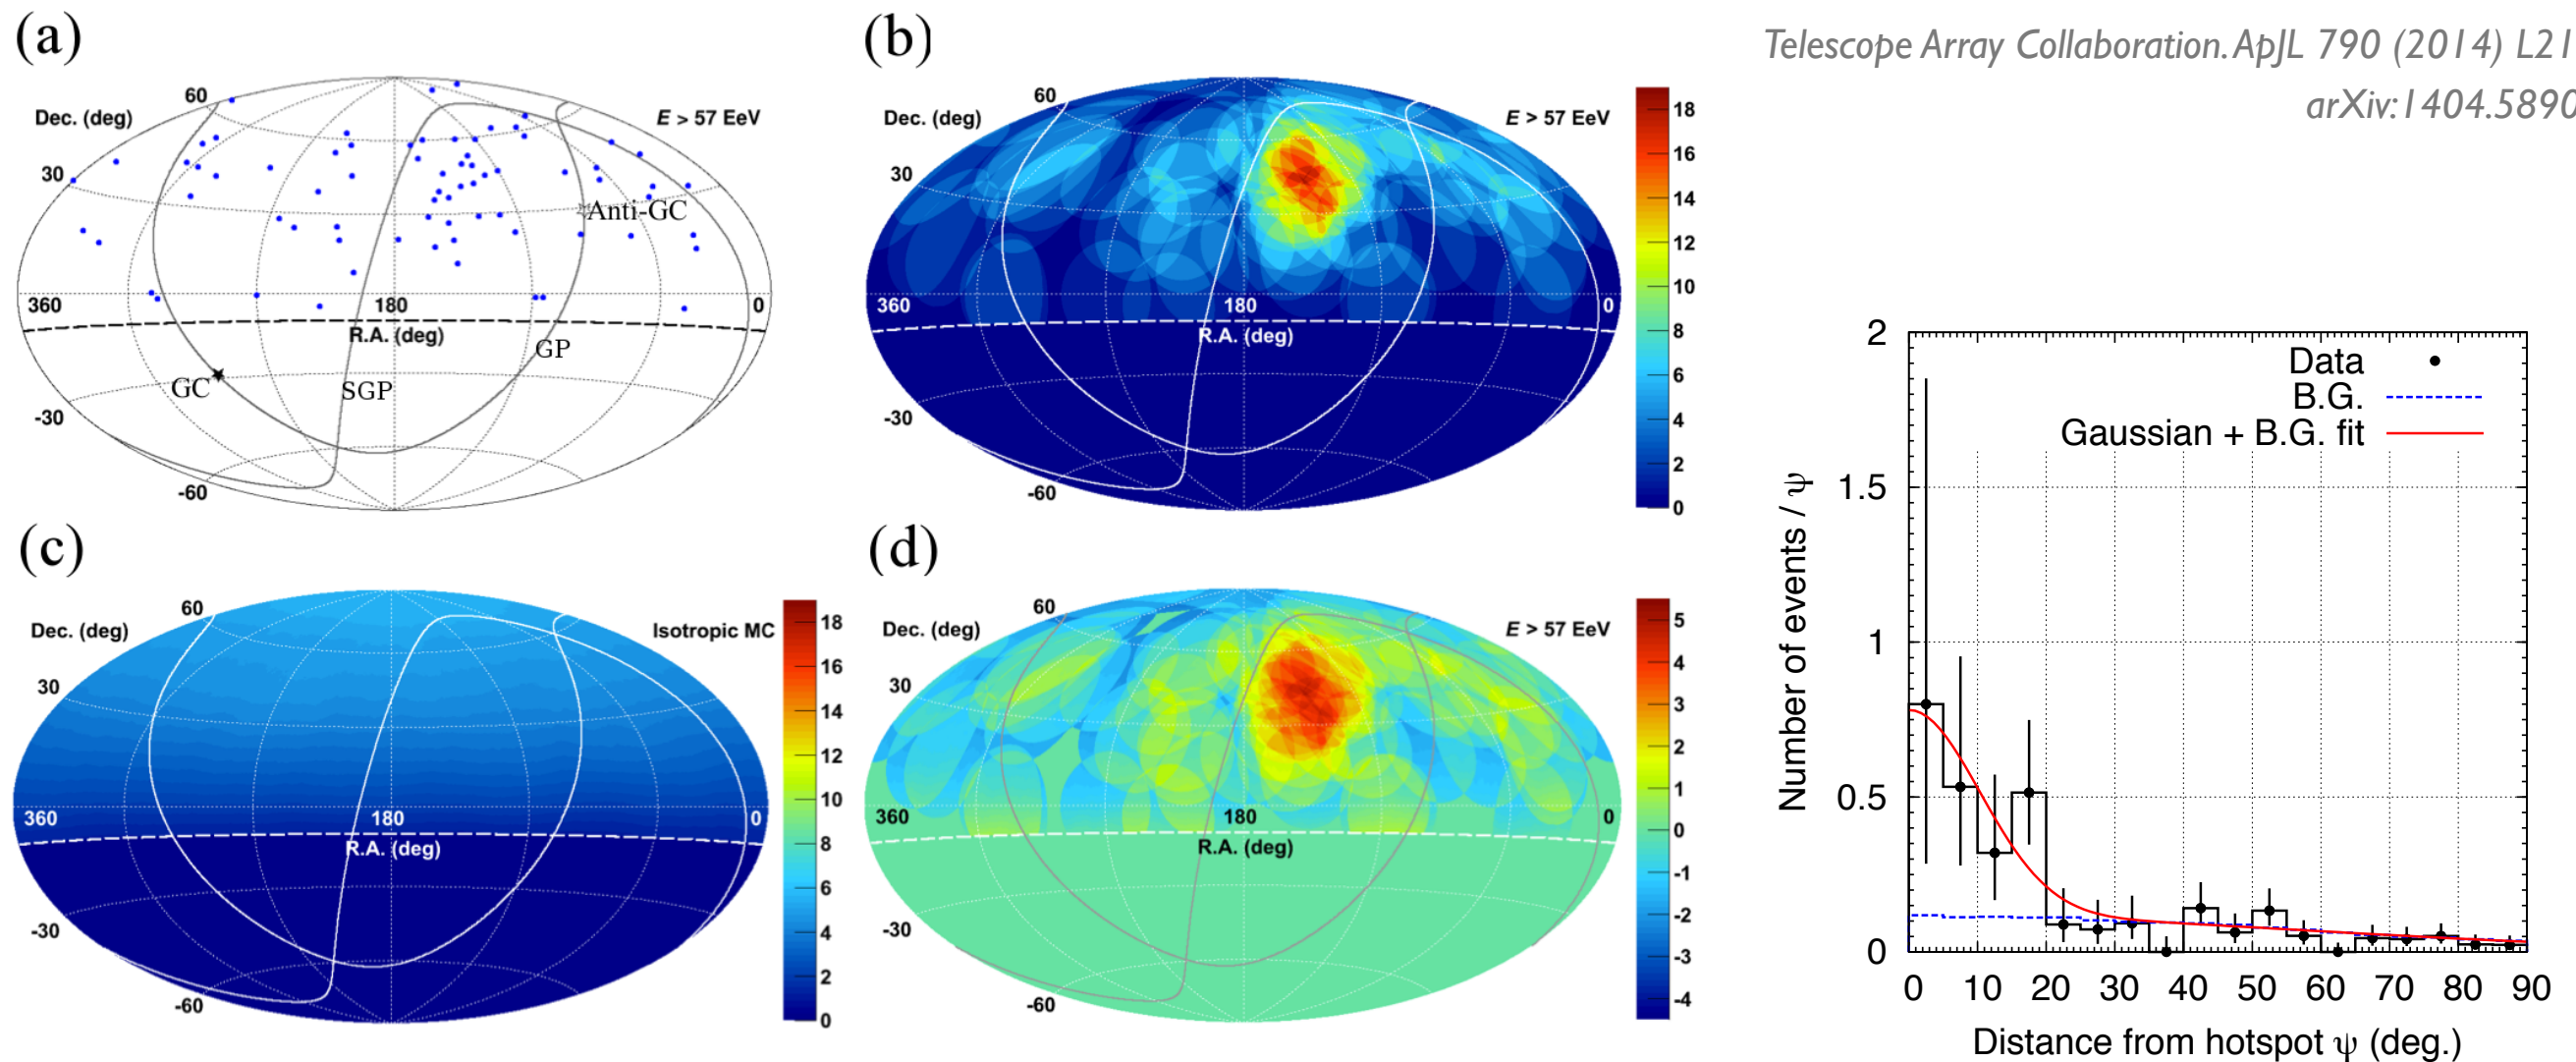 (a)
Dec. (deg)
E > 57 EeV
60
30
Anti-GC
360
180
0
R.A. (deg)
GP
GC
SGP
-30
-60
(b)
Dec. (deg)
E > 57 EeV
60
30
360
180
0
R.A. (deg)
-30
-60
18
16
14
12
10
8
6
4
2
0
Telescope Array Collaboration. ApJL 790 (2014) L21
arXiv:1404.5890
(c)
Dec. (deg)
Isotropic MC
60
30
360
180
0
R.A. (deg)
-30
-60
18
16
14
12
10
8
6
4
2
0
(d)
Dec. (deg)
E > 57 EeV
60
30
360
180
0
R.A. (deg)
-30
-60
5
4
3
2
1
0
-1
-2
-3
-4
Data
B.G.
Gaussian + B.G. fit
Number of events / ψ
2
1.5
1
0.5
0
0 10 20 30 40 50 60 70 80 90
Distance from hotspot ψ (deg.)